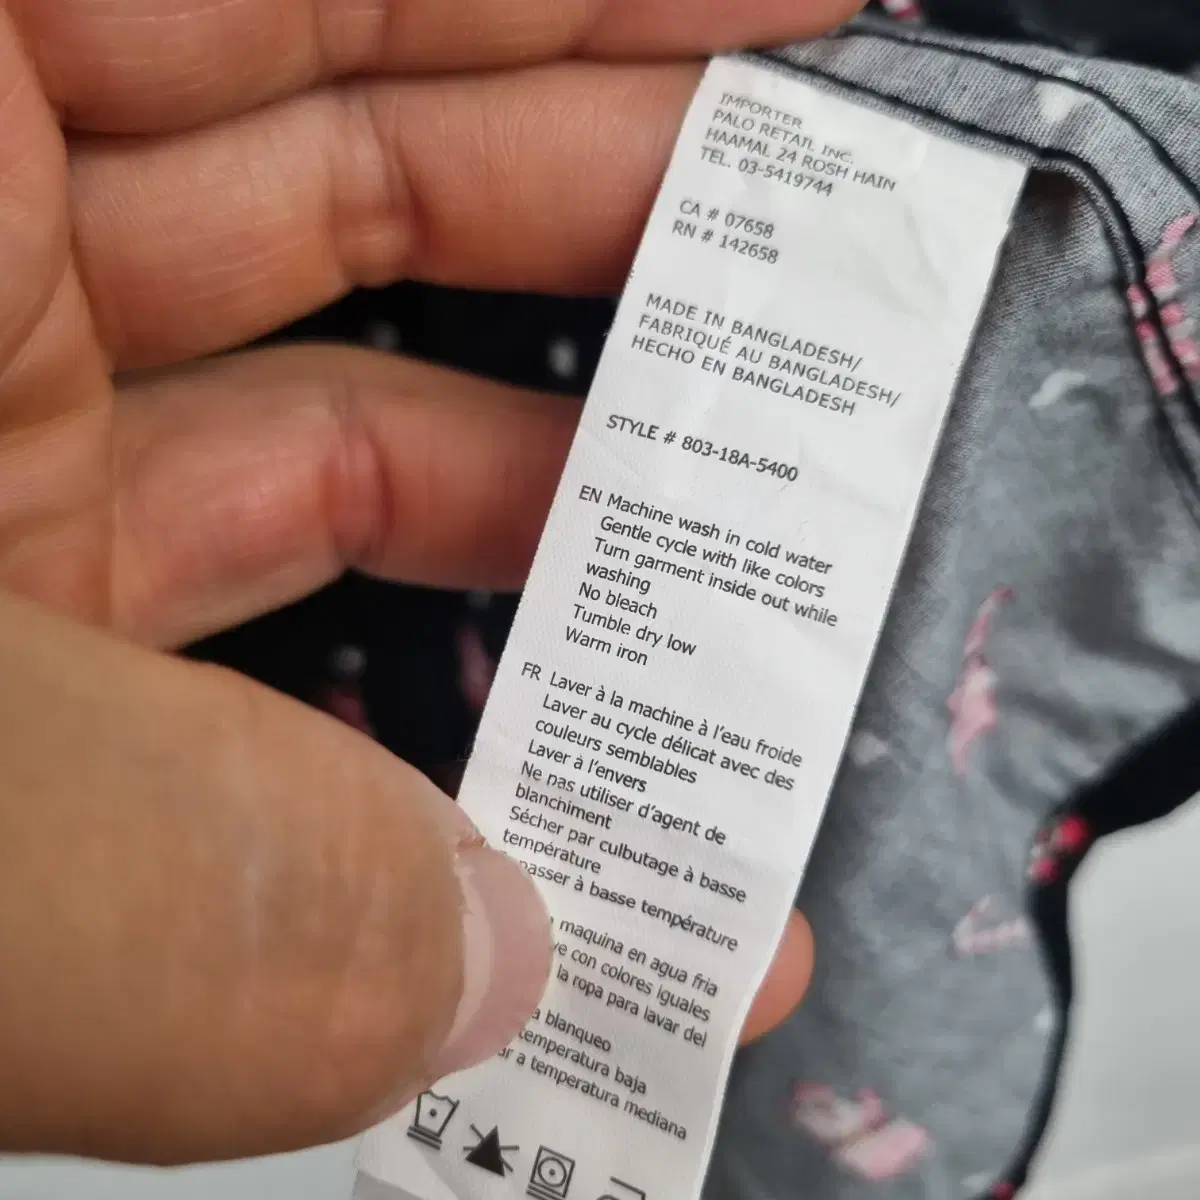 IMPORTER
PALO RETAIL INC.
HAAMAL 24 ROSH HAIN
TEL. 03-5419744
CA # 07658
RN # 142658
MADE IN BANGLADESH/
FABRIQUÉ AU BANGLADESH/
HECHO EN BANGLADESH
STYLE # 803-18A-5400
EN Machine wash in cold water
Gentle cycle with like colors
Turn garment inside out while
washing
No bleach
Tumble dry low
Warm iron
FR Laver à la machine à l'eau froide
Laver au cycle délicat avec des
couleurs semblables
Laver à l'envers
Ne pas utiliser d'agent de
blanchiment
Sécher par culbutage à basse
température
à basse température
maquina en agua fria
con colores iguales
la ropa para lavar del
blanqueo
temperatura baja
a temperatura mediana